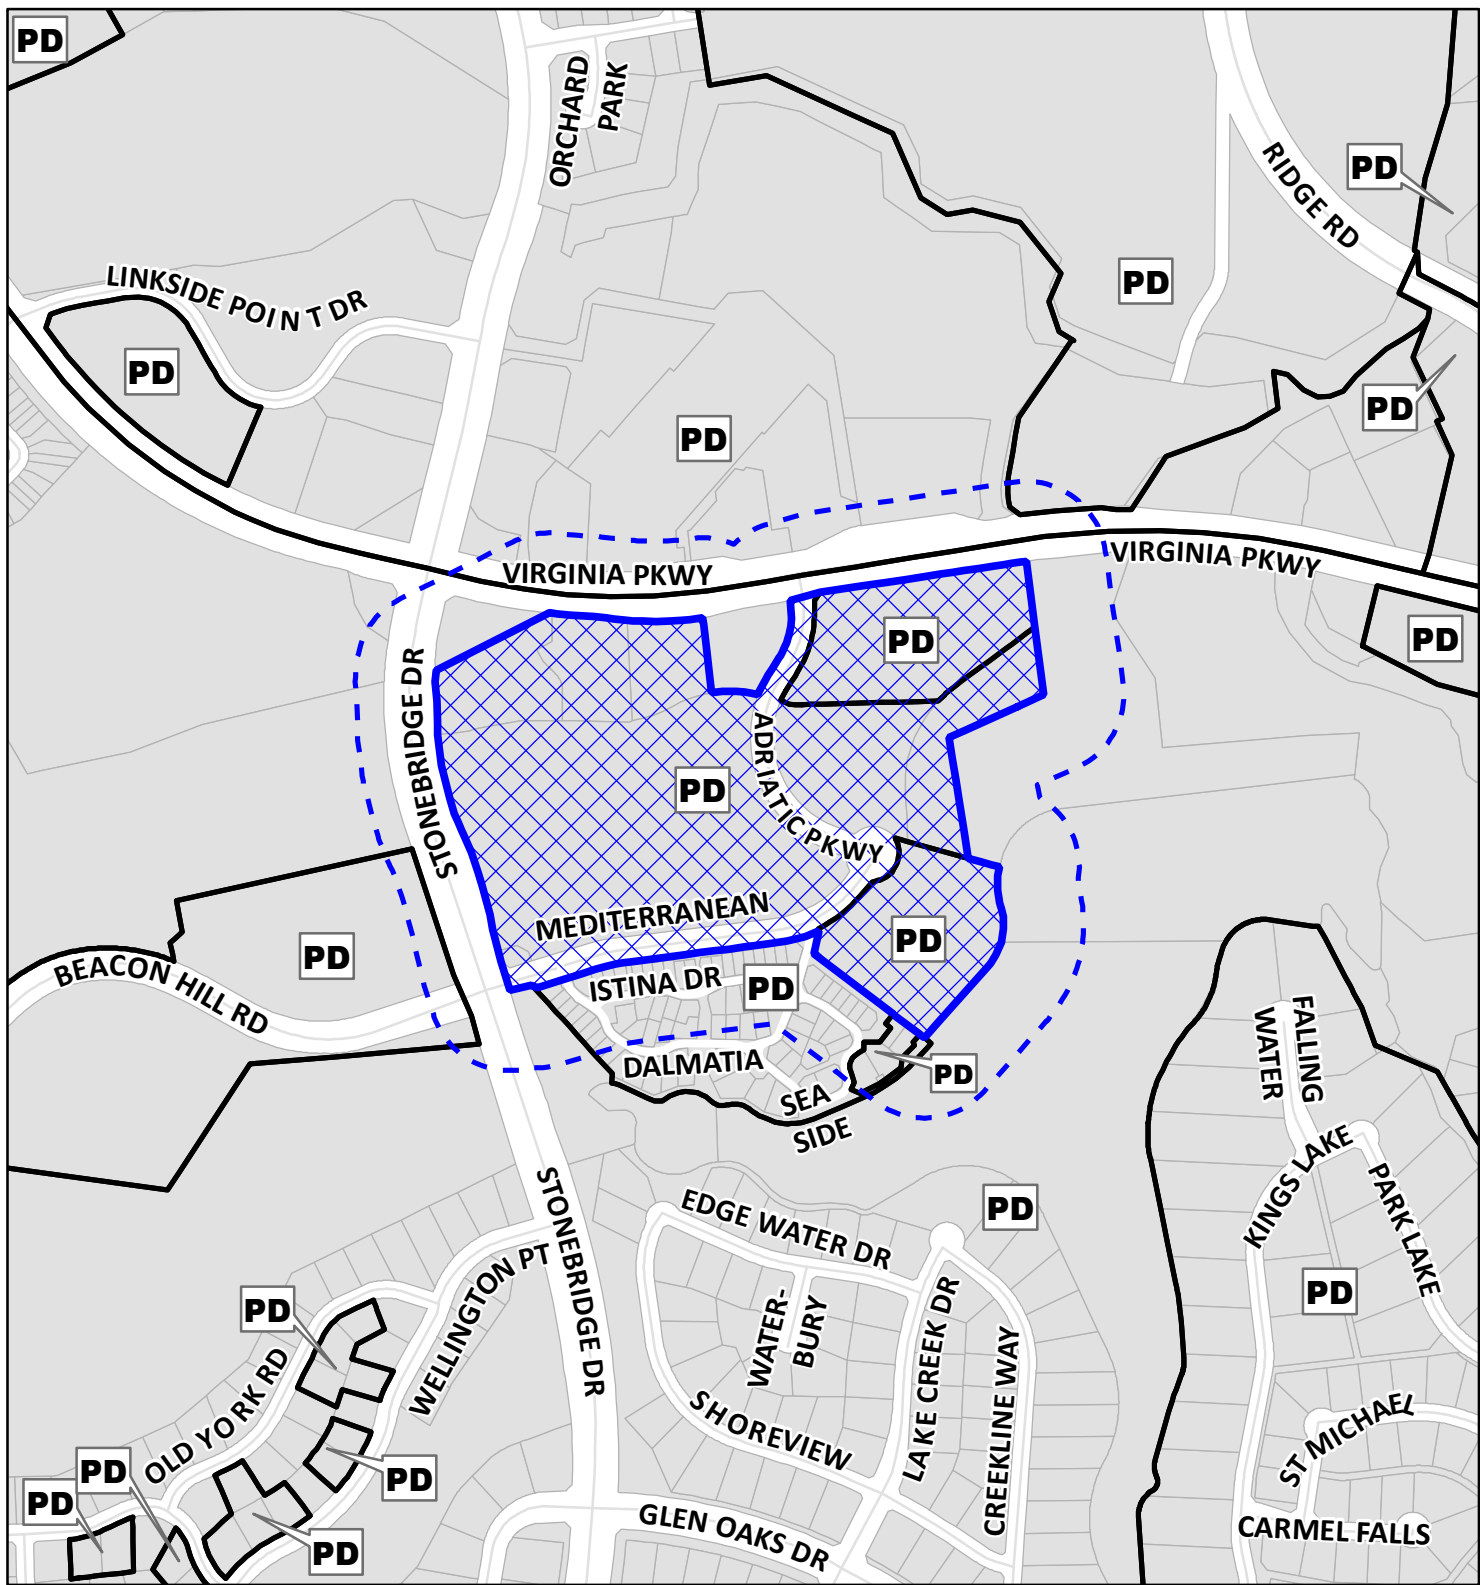 PD
ORCHARD
PARK
RIDGE RD
PD
PD
LINKSIDE POINT DR
PD
PD
PD
VIRGINIA PKWY
VIRGINIA PKWY
PD
PD
STONEBRIDGE DR
ADRIATIC PKWY
PD
MEDITERRANEAN
PD
PD
BEACON HILL RD
ISTINA DR
PD
DALMATIA
PD
SEA
SIDE
FALLING
WATER
KINGS LAKE
PARK LAKE
PD
STONEBRIDGE DR
EDGE WATER DR
PD
WELLINGTON PT
PD
WATER-
BURY
LAKE CREEK DR
CREEKLINE WAY
OLD YORK RD
SHOREVIEW
ST MICHAEL
PD
PD
PD
GLEN OAKS DR
CARMEL FALLS
PD